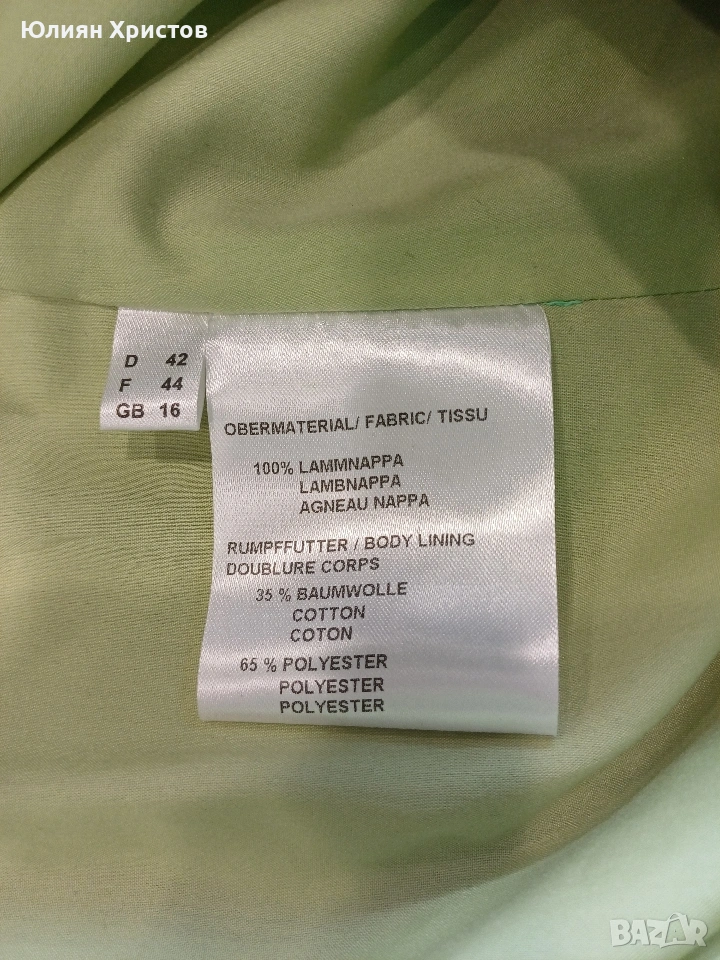 Юлиян Христов
D 42
F 44
GB 16
OBERMATERIAL/ FABRIC/ TISSU
100% LAMMNAPPA
LAMBNAPPA
AGNEAU NAPPA
RUMPFFUTTER / BODY LINING
DOUBLURE CORPS
35 % BAUMWOLLE
COTTON
COTON
65 % POLYESTER
POLYESTER
POLYESTER
BAZAR